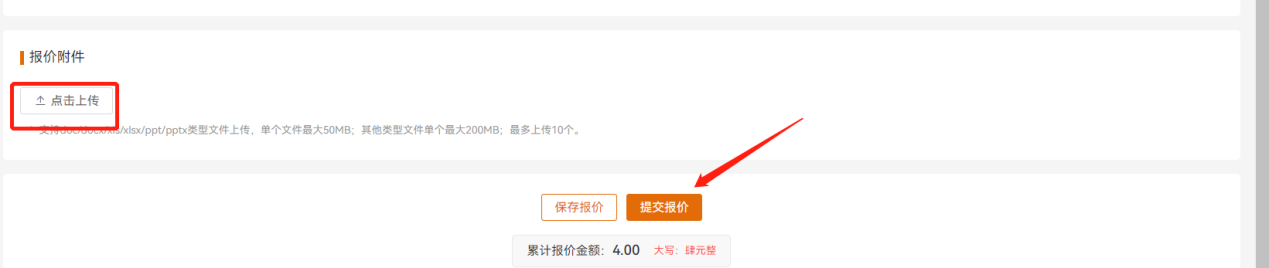 报价附件
点击上传
支持doc/docx/xls/xlsx/ppt/pptx类型文件上传，单个文件最大50MB；其他类型文件单个最大200MB；最多上传10个。
保存报价 提交报价
累计报价金额：4.00 大写：肆元整